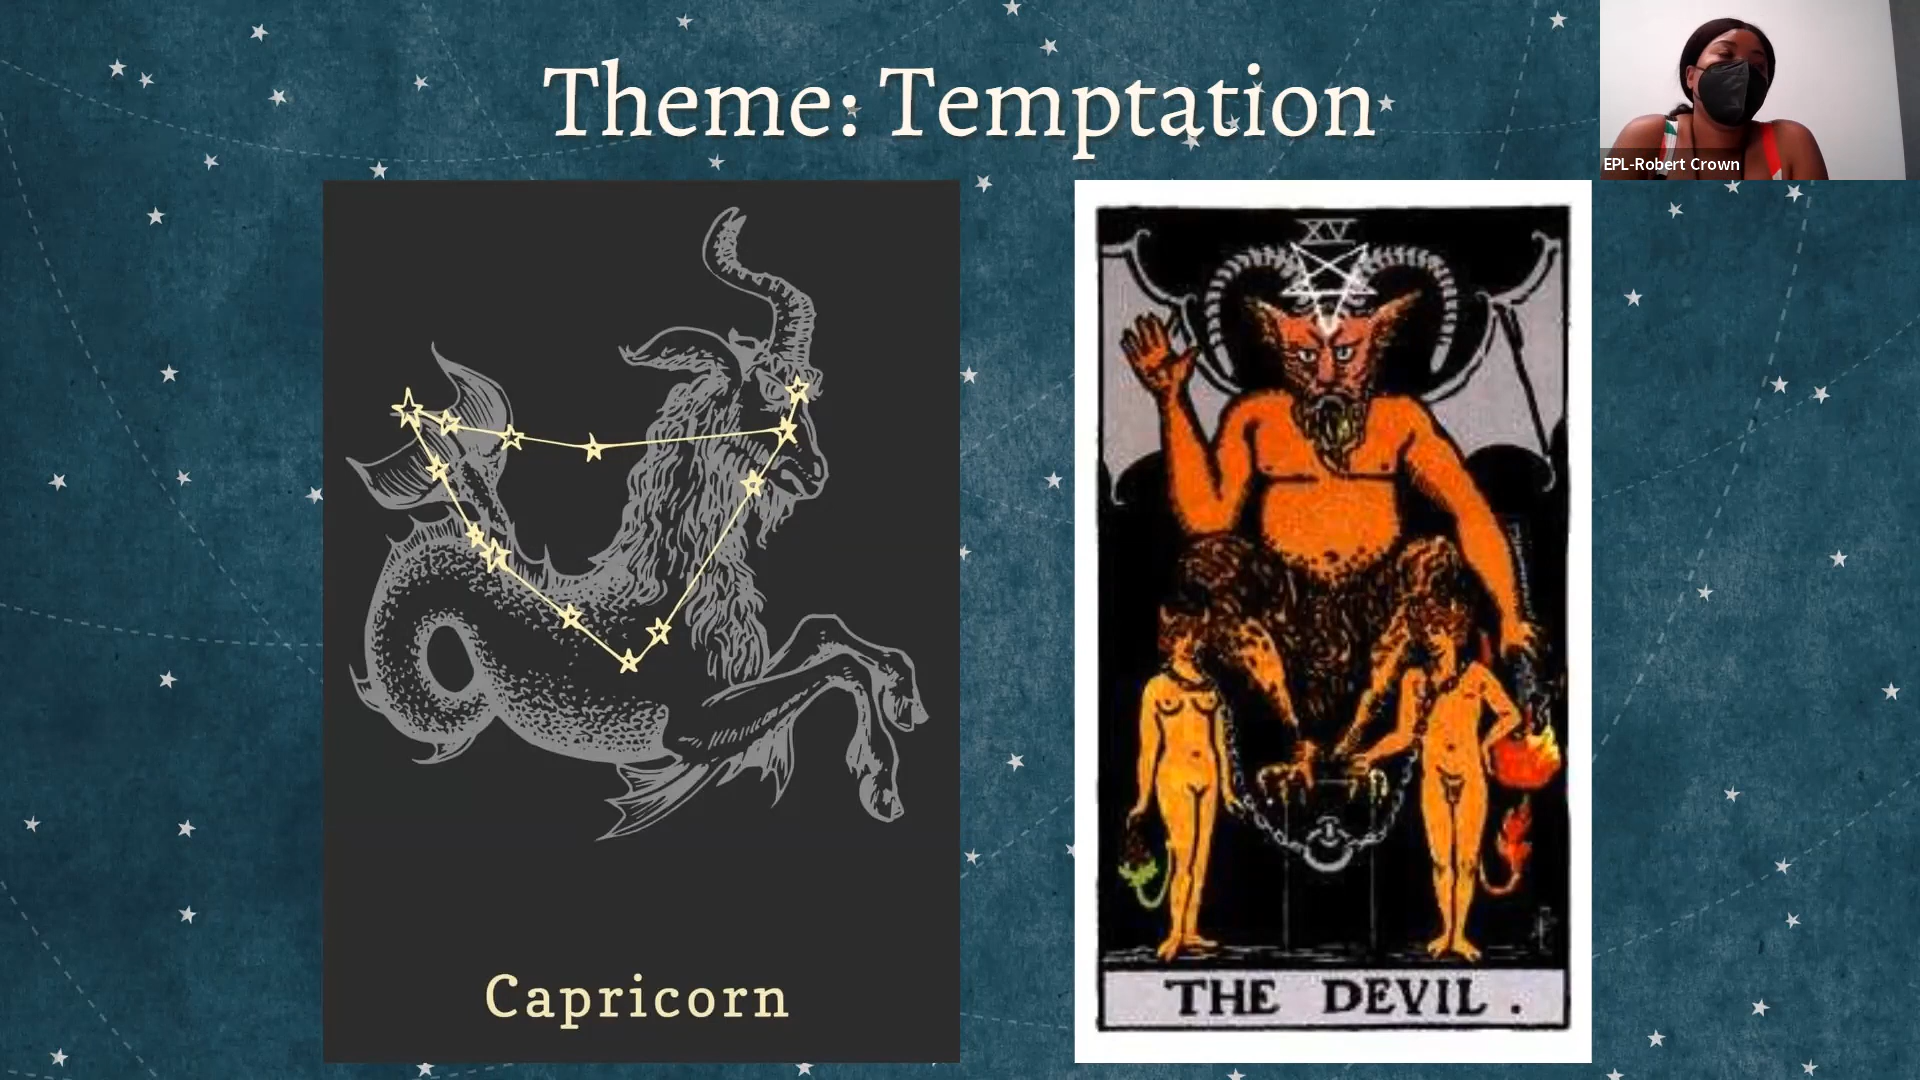 Theme: Temptation
EPL-Robert Crown
XV
Capricorn
THE DEVIL.